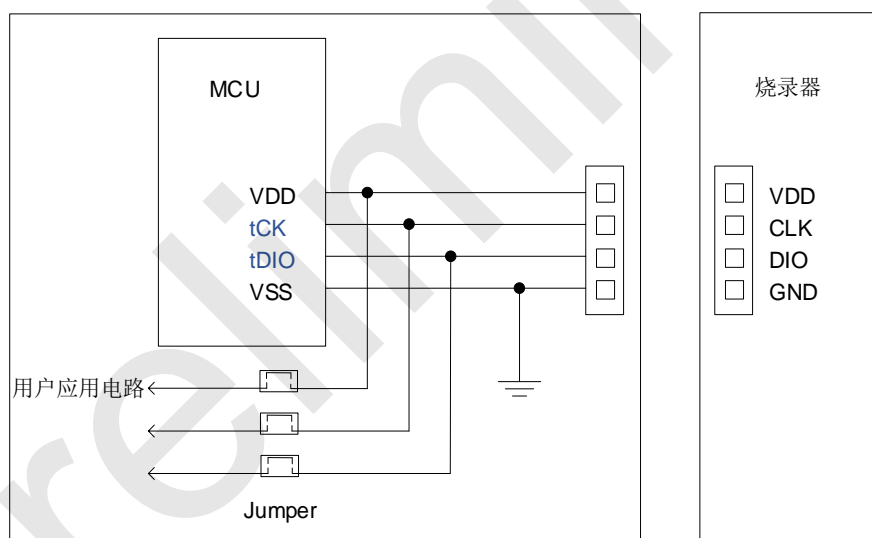 MCU
烧录器
VDD
tCK
tDIO
VSS
VDD
CLK
DIO
GND
用户应用电路
Jumper
relimi